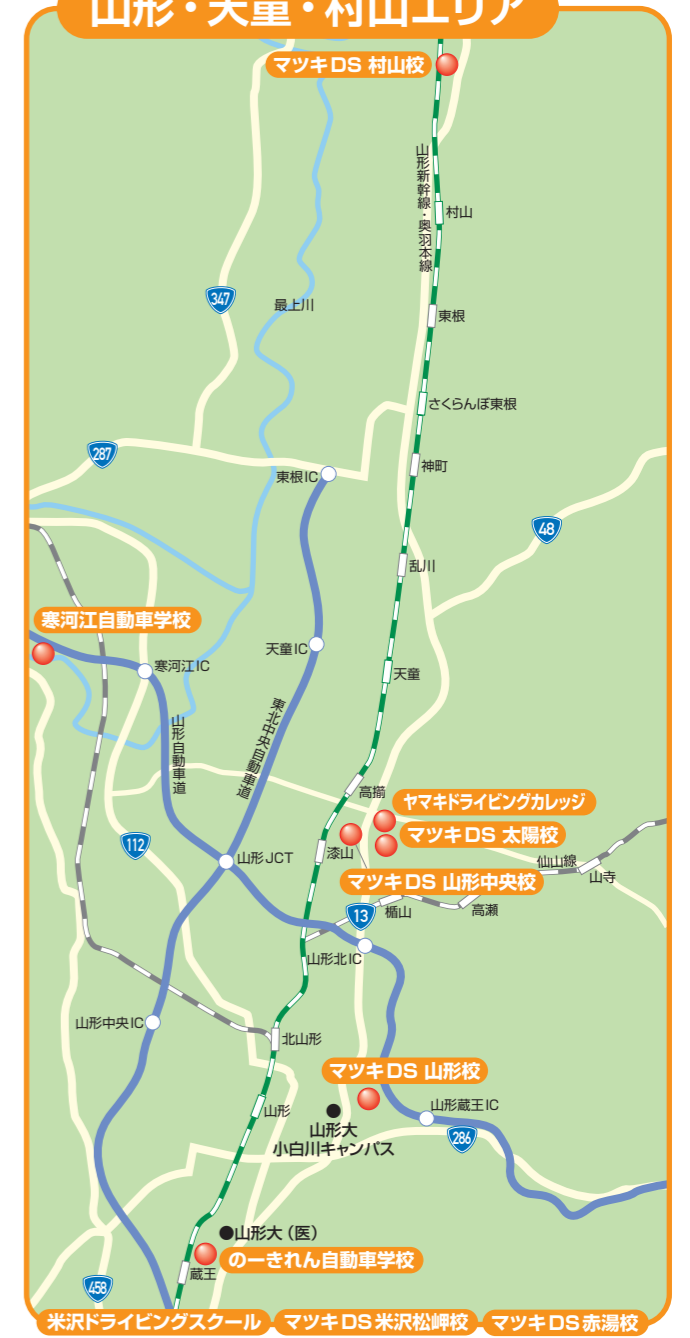 山形・天童・村山エリア
マツキDS 村山校
山形新幹線・奥羽本線
村山
347
最上川
東根
さくらんぼ東根
287
東根IC
神町
48
乱川
寒河江自動車学校
天童IC
寒河江IC
天童
山形自動車道
東北中央自動車道
高擶
ヤマキドライビングカレッジ
マツキDS 太陽校
112
山形JCT
漆山
仙山線
山寺
マツキDS 山形中央校
13
楯山
高瀬
山形北IC
山形中央IC
北山形
マツキDS 山形校
山形
山形蔵王IC
山形大
小白川キャンパス
286
山形大(医)
のーきれん自動車学校
蔵王
458
米沢ドライビングスクール
マツキDS米沢松岬校
マツキDS赤湯校